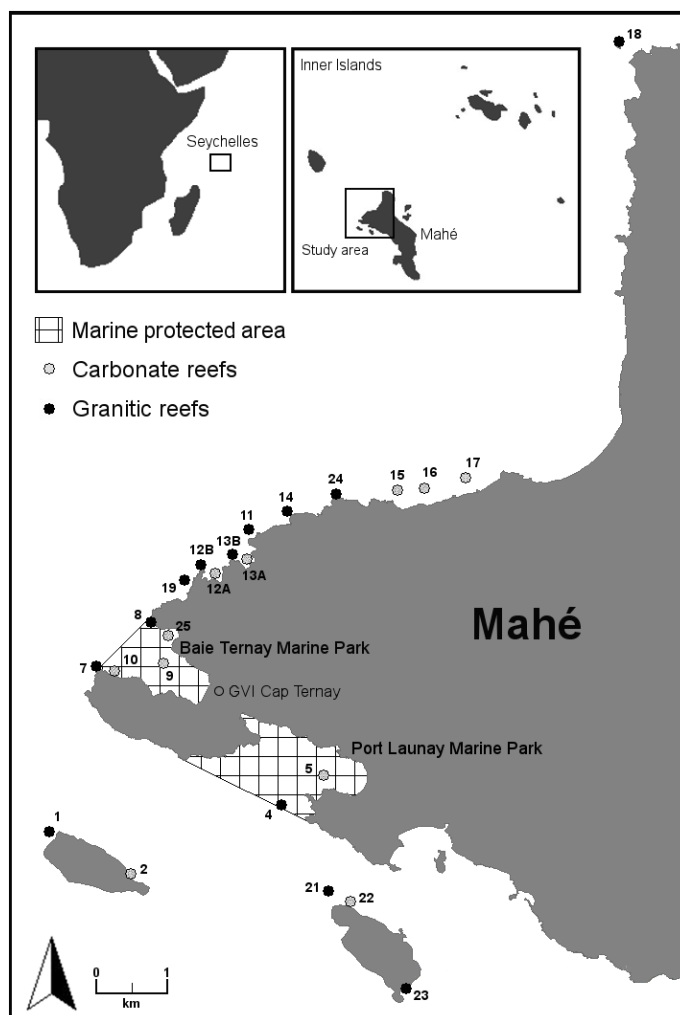 18
Inner Islands
Seychelles
Mahé
Study area
Marine protected area
Carbonate reefs
Granitic reefs
17
16
15
24
14
11
13B
12B
13A
12A
19
8
25
Mahé
Baie Ternay Marine Park
10
7
9
GVI Cap Ternay
Port Launay Marine Park
5
4
1
2
21
22
0 1
km
23